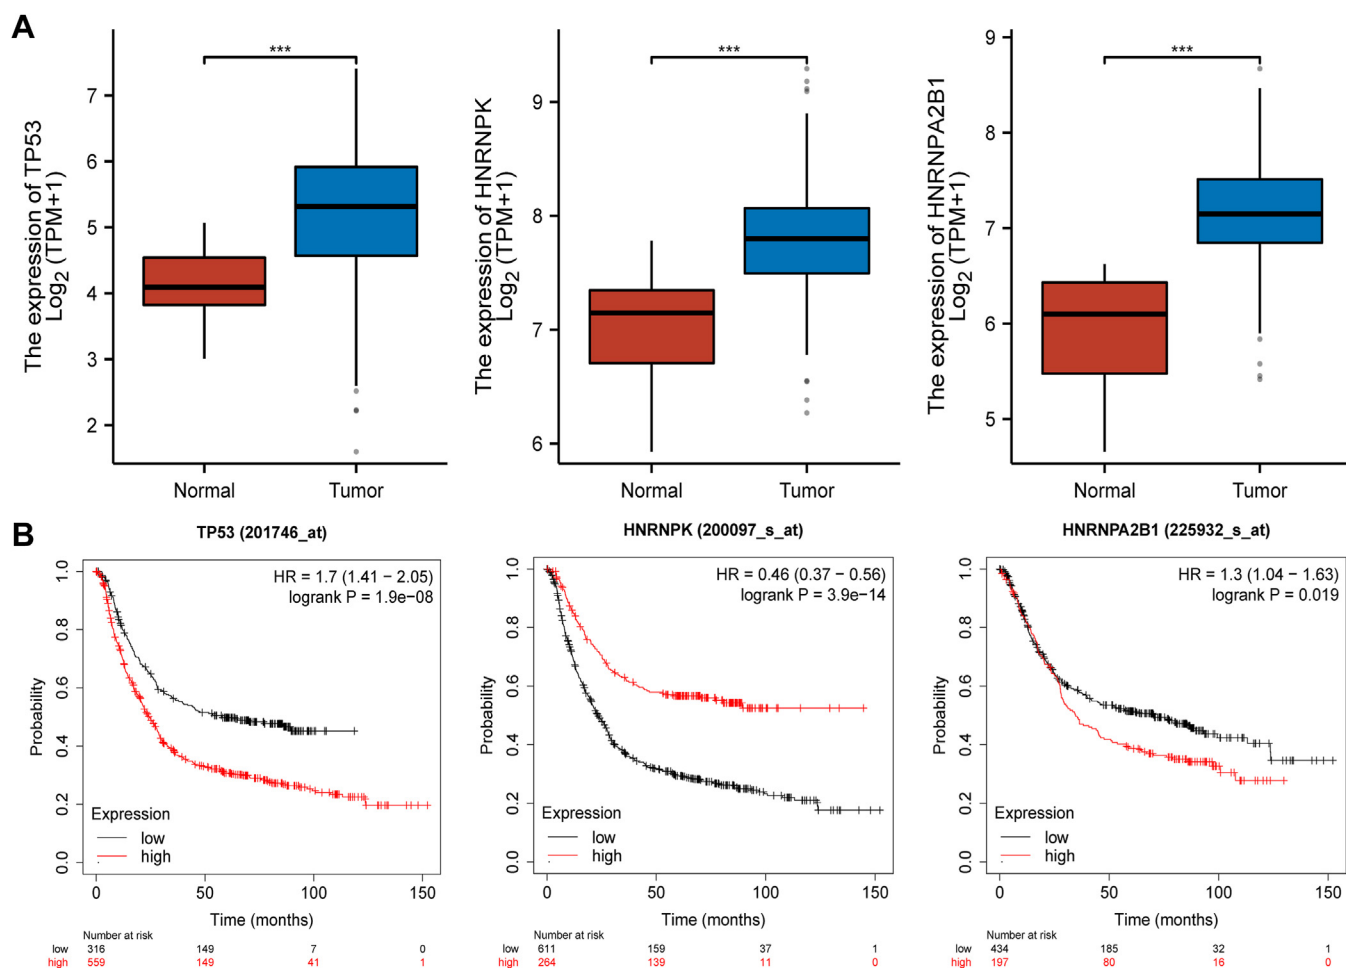 A
The expression of TP53
Log2 (TPM+1)
7
6
5
4
3
2
***
Normal
Tumor
The expression of HNRNPK
Log2 (TPM+1)
9
8
7
6
***
Normal
Tumor
The expression of HNRNPA2B1
Log2 (TPM+1)
9
8
7
6
5
***
Normal
Tumor
B
TP53 (201746_at)
HR = 1.7 (1.41 − 2.05)
logrank P = 1.9e−08
Probability
1.0
0.8
0.6
0.4
0.2
0.0
Expression
low
high
0 50 100 150
Time (months)
Number at risk
low 316 149 7 0
high 559 149 41 1
HNRNPK (200097_s_at)
HR = 0.46 (0.37 − 0.56)
logrank P = 3.9e−14
Probability
1.0
0.8
0.6
0.4
0.2
0.0
Expression
low
high
0 50 100 150
Time (months)
Number at risk
low 611 159 37 1
high 264 139 11 0
HNRNPA2B1 (225932_s_at)
HR = 1.3 (1.04 − 1.63)
logrank P = 0.019
Probability
1.0
0.8
0.6
0.4
0.2
0.0
Expression
low
high
0 50 100 150
Time (months)
Number at risk
low 434 185 32 1
high 197 80 16 0